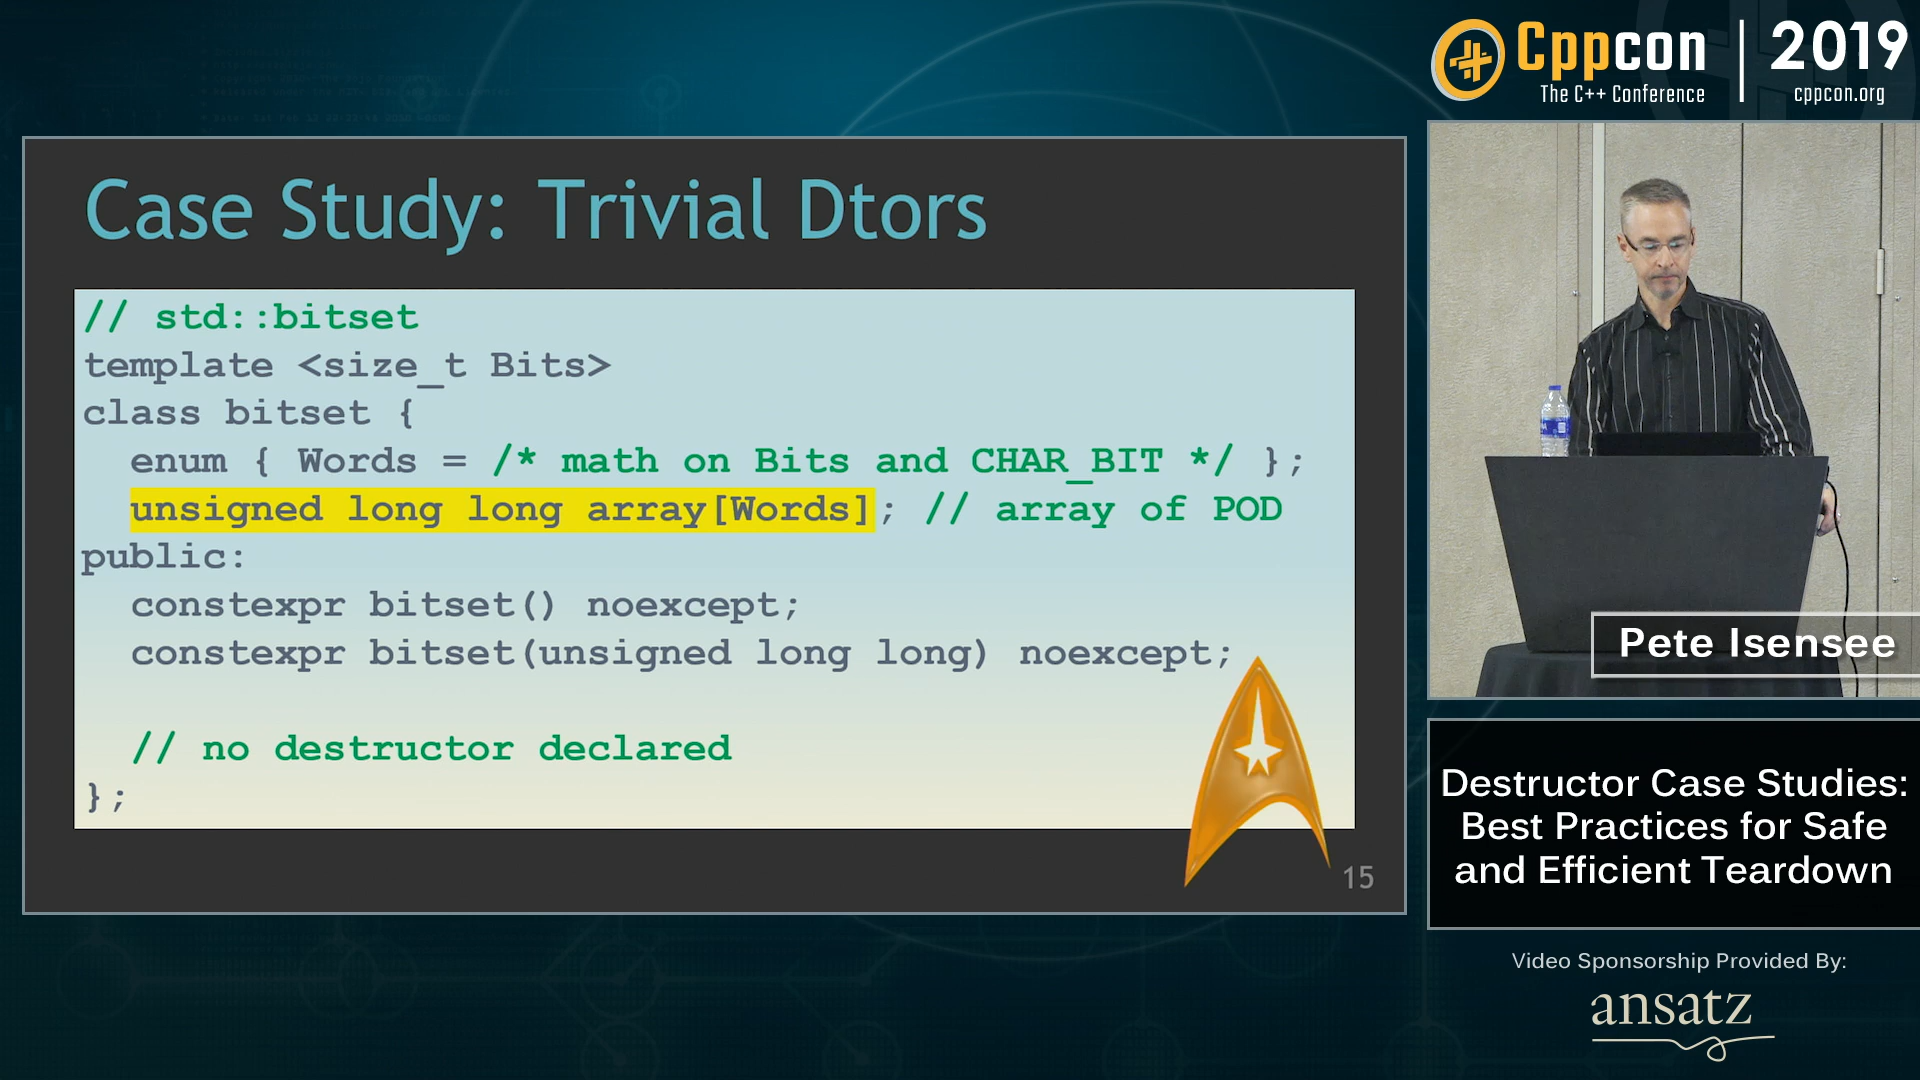 Cppcon
The C++ Conference
2019
cppcon.org
Case Study: Trivial Dtors
// std::bitset
template <size_t Bits>
class bitset {
  enum { Words = /* math on Bits and CHAR_BIT */ };
  unsigned long long array[Words]; // array of POD
public:
  constexpr bitset() noexcept;
  constexpr bitset(unsigned long long) noexcept;
  // no destructor declared
};
15
Pete Isensee
Destructor Case Studies:
Best Practices for Safe
and Efficient Teardown
Video Sponsorship Provided By:
ansatz